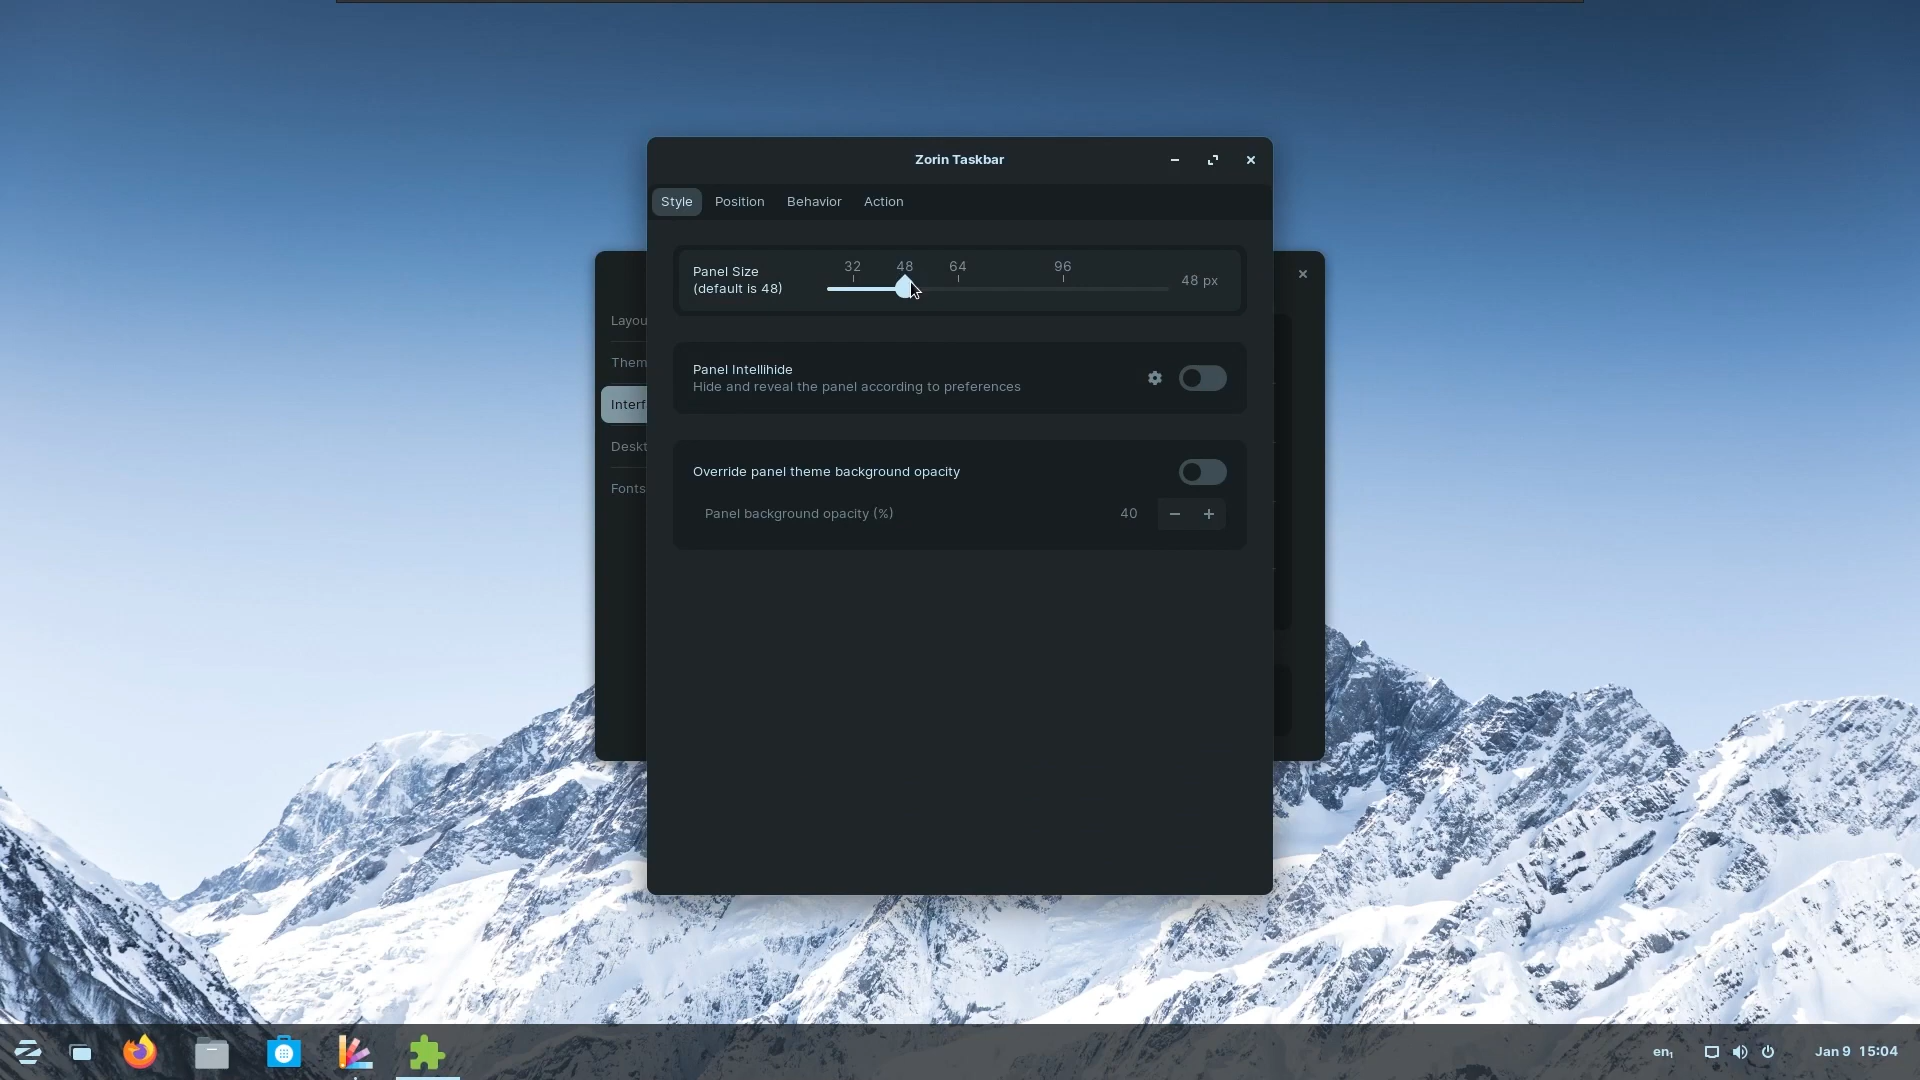 Zorin Taskbar
Style Position Behavior Action
32 48 64 96
Panel Size
(default is 48)
48 px
Panel Intellihide
Hide and reveal the panel according to preferences
Override panel theme background opacity
Panel background opacity (%) 40 − +
Layou
Them
Interf
Deskt
Fonts
en₁ Jan 9 15:04